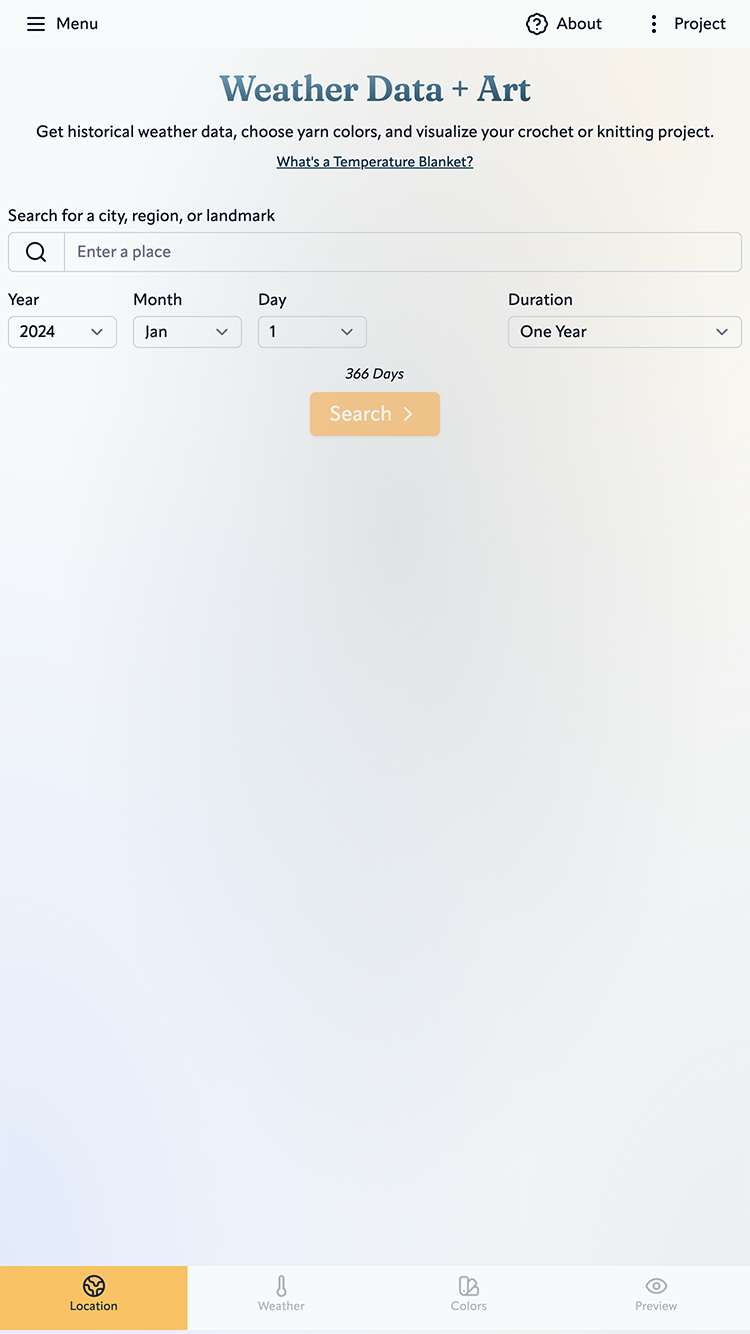 Menu About Project
Weather Data + Art
Get historical weather data, choose yarn colors, and visualize your crochet or knitting project.
What's a Temperature Blanket?
Search for a city, region, or landmark
Enter a place
Year Month Day Duration
2024 Jan 1 One Year
366 Days
Search
Location Weather Colors Preview